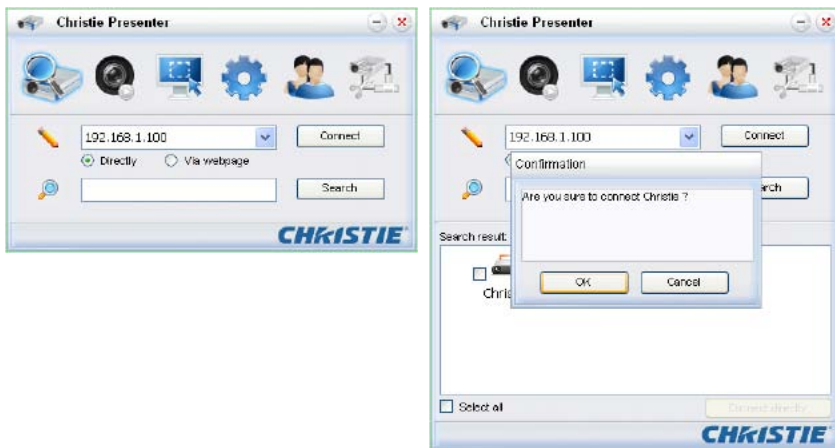 Christie Presenter
192.168.1.100
Connect
Directly
Via webpage
Search
CHRISTIE
Christie Presenter
192.168.1.100
Connect
Confirmation
Are you sure to connect Christie ?
OK
Cancel
arch
Search result
Chris
Select all
Connect directly
CHRISTIE